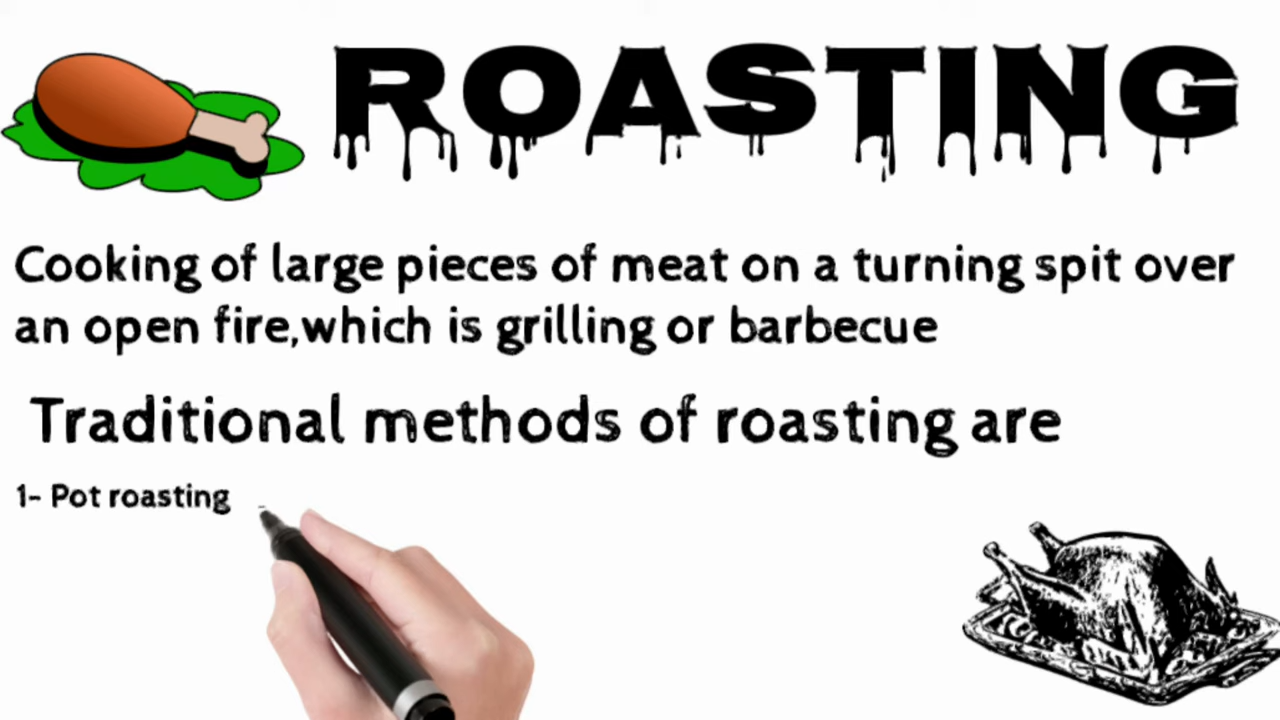 ROASTING
Cooking of large pieces of meat on a turning spit over
an open fire,which is grilling or barbecue
Traditional methods of roasting are
1- Pot roasting